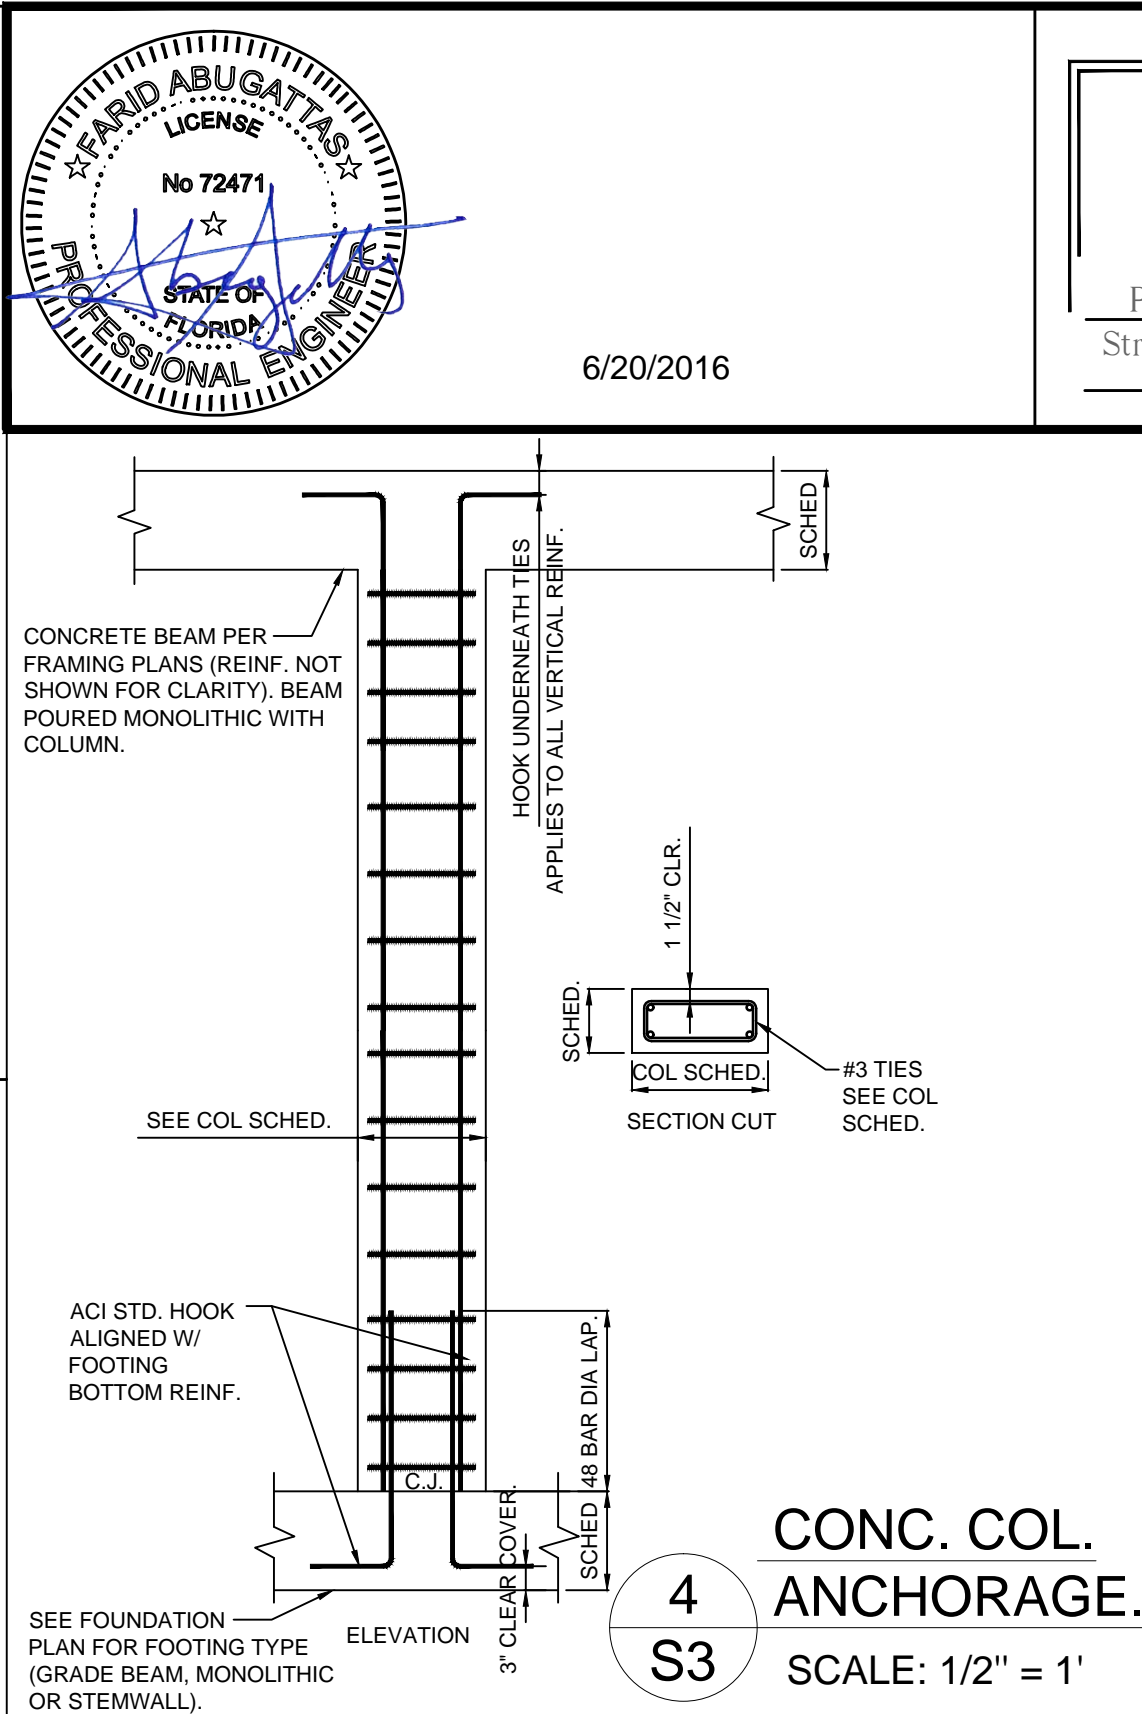 FARID ABUGATTAS
LICENSE
No 72471
STATE OF
FLORIDA
PROFESSIONAL ENGINEER
6/20/2016
P
Str
SCHED
HOOK UNDERNEATH TIES
APPLIES TO ALL VERTICAL REINF.
CONCRETE BEAM PER
FRAMING PLANS (REINF. NOT
SHOWN FOR CLARITY). BEAM
POURED MONOLITHIC WITH
COLUMN.
1 1/2" CLR.
SCHED.
COL SCHED.
SECTION CUT
#3 TIES
SEE COL
SCHED.
SEE COL SCHED.
ACI STD. HOOK
ALIGNED W/
FOOTING
BOTTOM REINF.
48 BAR DIA LAP.
C.J.
SCHED
3" CLEAR COVER.
SEE FOUNDATION
PLAN FOR FOOTING TYPE
(GRADE BEAM, MONOLITHIC
OR STEMWALL).
ELEVATION
4
S3
CONC. COL.
ANCHORAGE.
SCALE: 1/2" = 1'